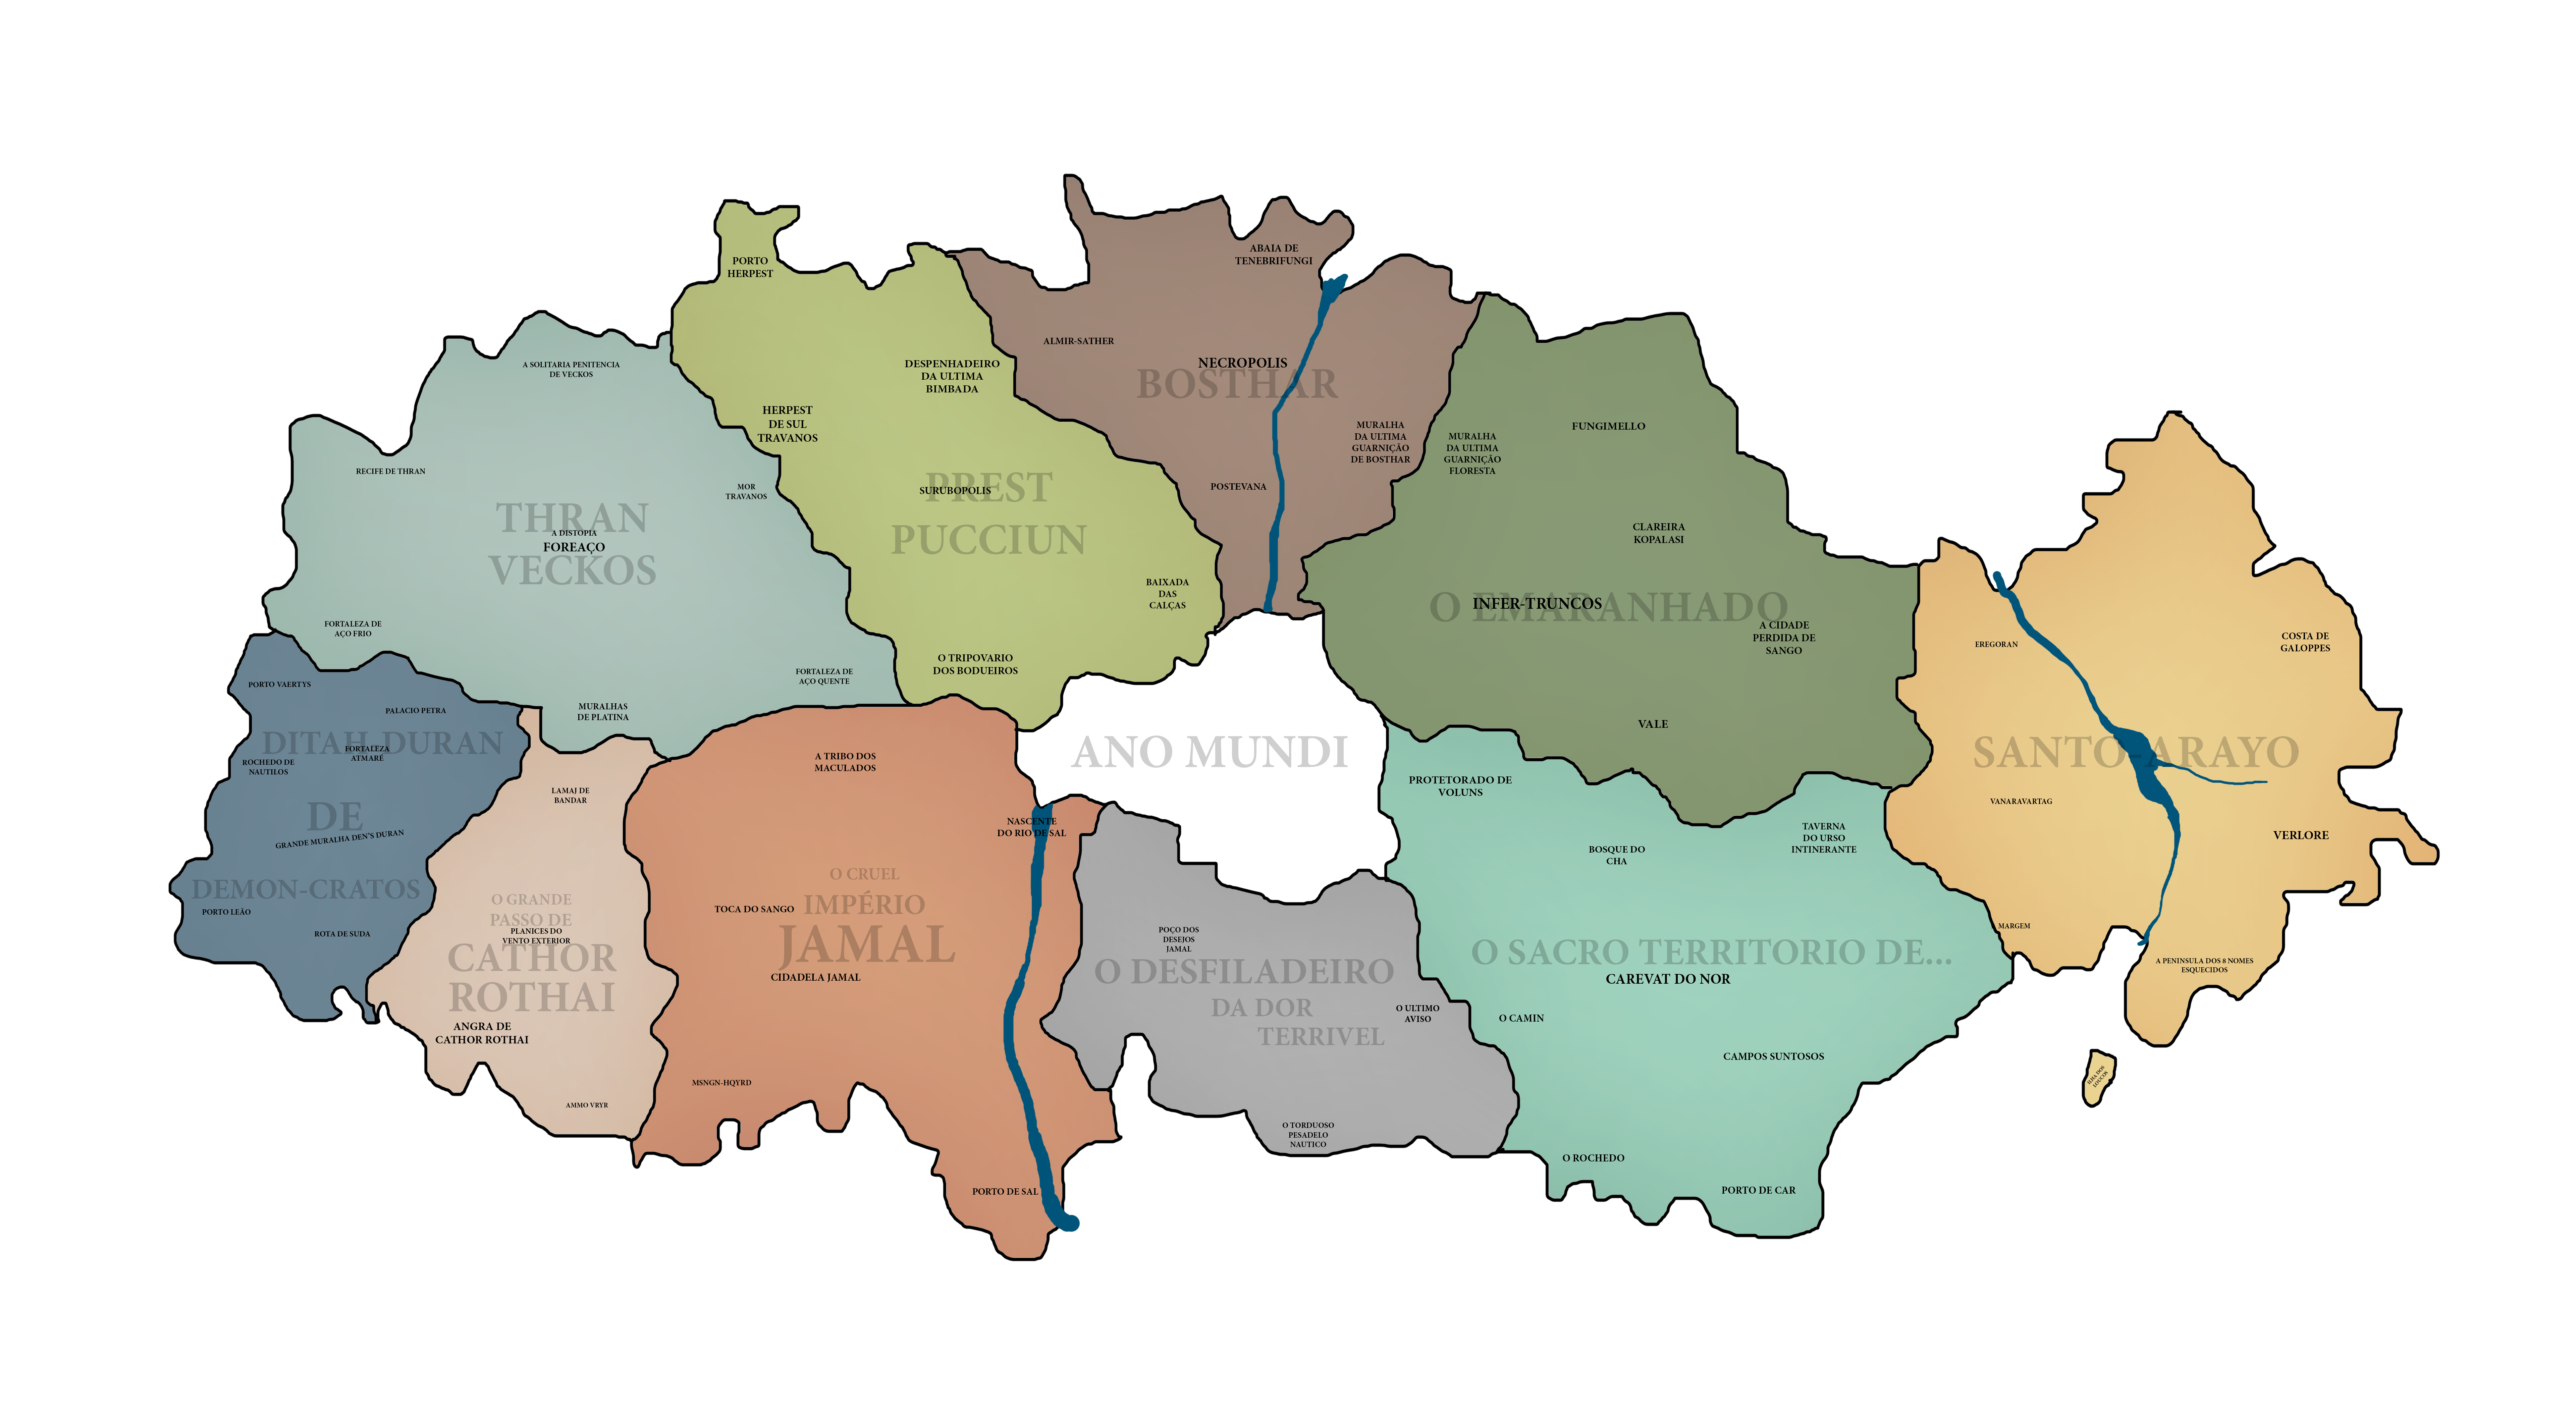 PORTO
HERPEST
DESPENHADEIRO
DA ULTIMA
BIMBADA
HERPEST
DE SUL
TRAVANOS
SURUBOPOLIS
PREST
PUCCIUN
BAIXADA
DAS
CALÇAS
O TRIPOVARIO
DOS BODUEIROS
ABAIA DE
TENEBRIFUNGI
ALMIR-SATHER
NECROPOLIS
BOSTHAR
MURALHA
DA ULTIMA
GUARNIÇÃO
DE BOSTHAR
POSTEVANA
A SOLITARIA PENITENCIA
DE VECKOS
RECIFE DE THRAN
MOR
TRAVANOS
THRAN
A DISTOPIA
FOREAÇO
VECKOS
FORTALEZA DE
AÇO FRIO
FORTALEZA DE
AÇO QUENTE
MURALHAS
DE PLATINA
MURALHA
DA ULTIMA
GUARNIÇÃO
FLORESTA
FUNGIMELLO
CLAREIRA
KOPALASI
INFER-TRUNCOS
O EMARANHADO
A CIDADE
PERDIDA DE
SANGO
VALE
EREGORAN
COSTA DE
GALOPPES
SANTO-ARAYO
VANARAVARTAG
VERLORE
MARGEM
A PENINSULA DOS 8 NOMES
ESQUECIDOS
ILHA DOS
LOUCOS
PORTO VAERTYS
PALACIO PETRA
DITAH DURAN
FORTALEZA
ATMARÉ
ROCHEDO DE
NAUTILOS
DE
GRANDE MURALHA DEN'S DURAN
DEMON-CRATOS
PORTO LEÃO
ROTA DE SUDA
LAMAJ DE
BANDAR
O GRANDE
PASSO DE
PLANICES DO
VENTO EXTERIOR
CATHOR
ROTHAI
ANGRA DE
CATHOR ROTHAI
AMMO VRYR
A TRIBO DOS
MACULADOS
NASCENTE
DO RIO DE SAL
O CRUEL
IMPÉRIO
JAMAL
TOCA DO SANGO
CIDADELA JAMAL
MSNGN-HQYRD
PORTO DE SAL
ANO MUNDI
POÇO DOS
DESEJOS
JAMAL
O DESFILADEIRO
DA DOR
TERRIVEL
O ULTIMO
AVISO
O TORDUOSO
PESADELO
NAUTICO
PROTETORADO DE
VOLUNS
BOSQUE DO
CHA
TAVERNA
DO URSO
INTINERANTE
O SACRO TERRITORIO DE...
CAREVAT DO NOR
O CAMIN
CAMPOS SUNTOSOS
O ROCHEDO
PORTO DE CAR